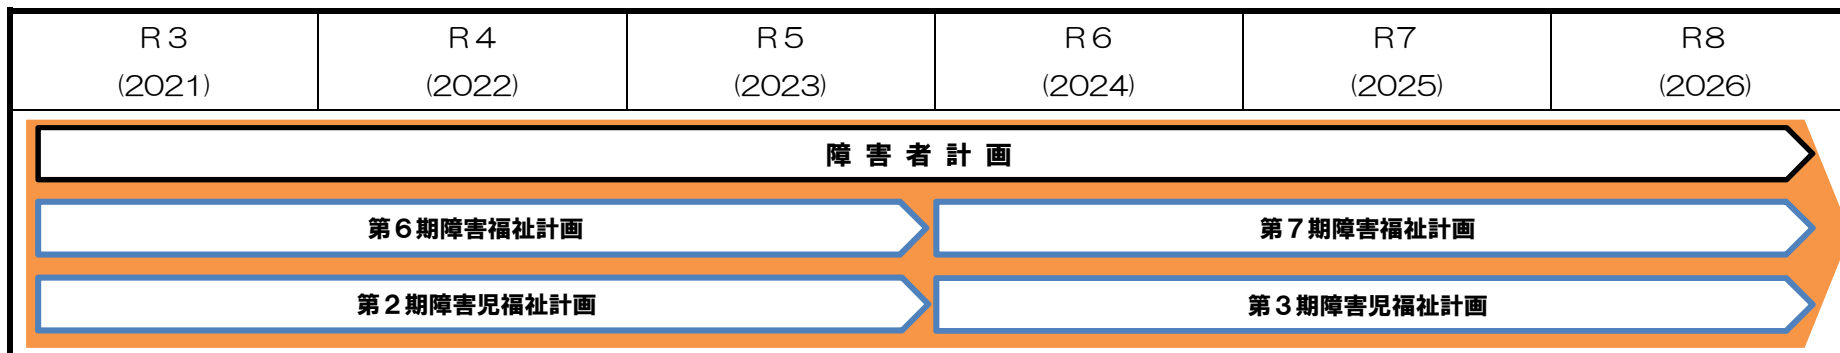 R3 R4 R5 R6 R7 R8
(2021) (2022) (2023) (2024) (2025) (2026)
障害者計画
第6期障害福祉計画 第7期障害福祉計画
第2期障害児福祉計画 第3期障害児福祉計画